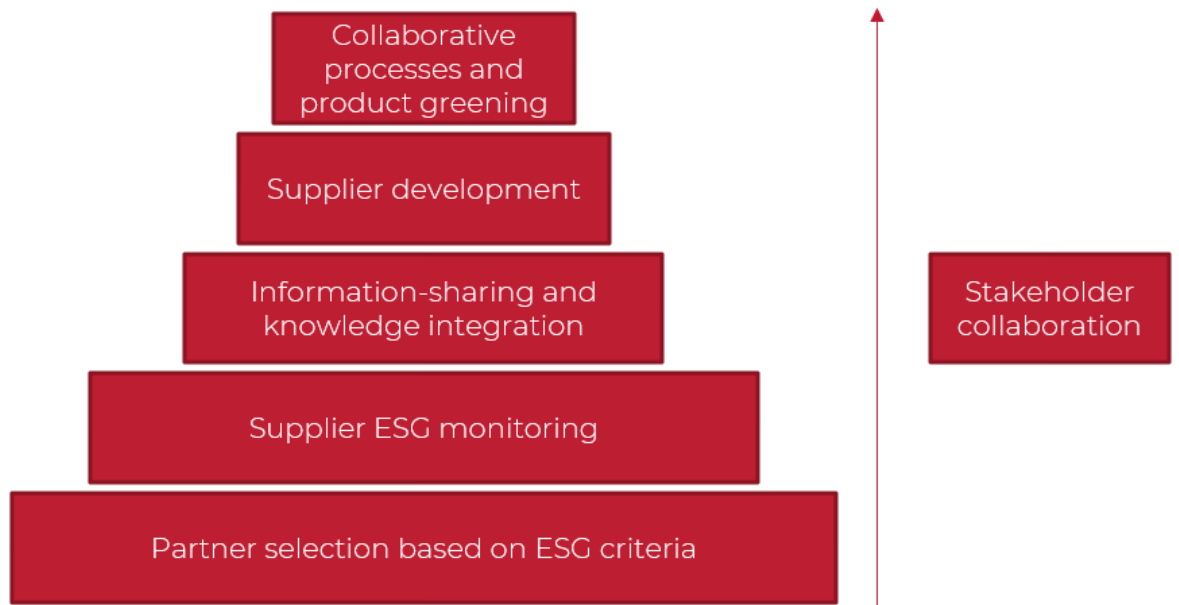 Collaborative
processes and
product greening
Supplier development
Information-sharing and
knowledge integration
Stakeholder
collaboration
Supplier ESG monitoring
Partner selection based on ESG criteria